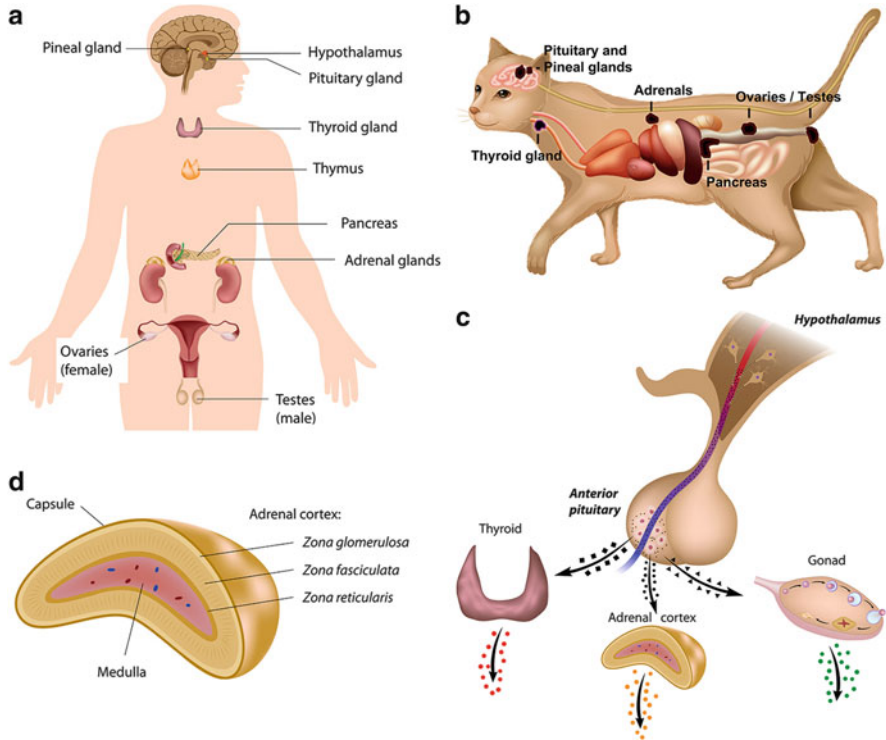 a
Pineal gland
Hypothalamus
Pituitary gland
Thyroid gland
Thymus
Pancreas
Adrenal glands
Ovaries
(female)
Testes
(male)
b
Pituitary and
Pineal glands
Adrenals
Ovaries / Testes
Thyroid gland
Pancreas
c
Hypothalamus
Anterior
pituitary
Thyroid
Gonad
Adrenal cortex
d
Capsule
Adrenal cortex:
Zona glomerulosa
Zona fasciculata
Zona reticularis
Medulla